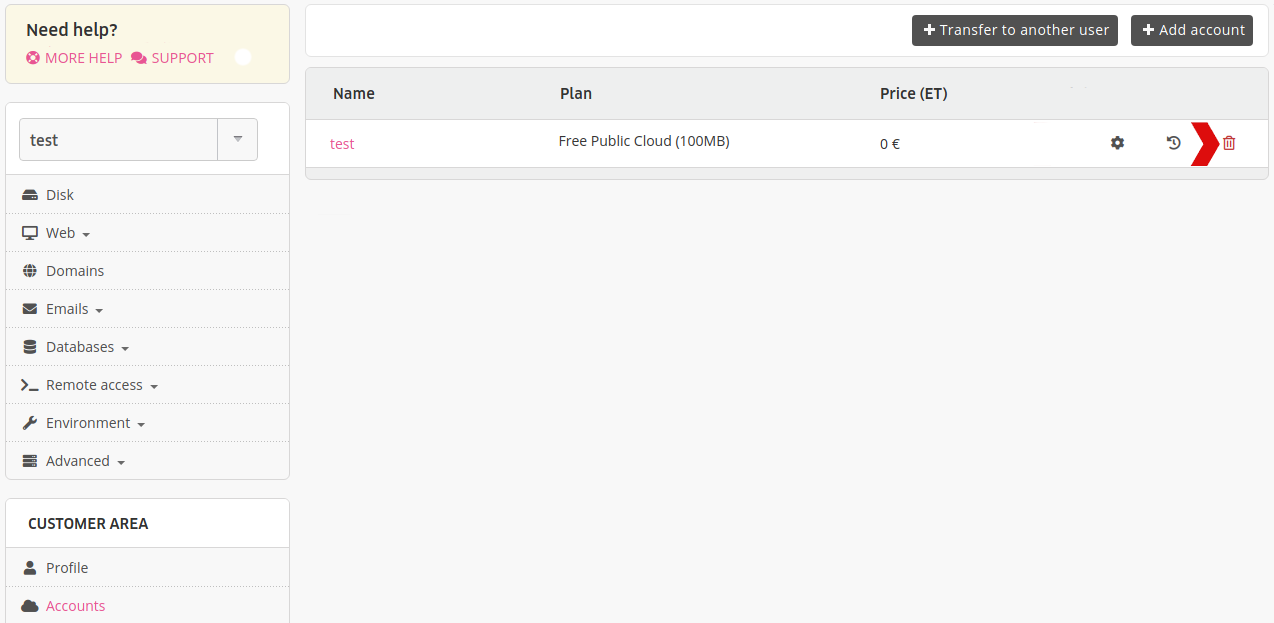 Need help?
MORE HELP SUPPORT
test
Disk
Web
Domains
Emails
Databases
Remote access
Environment
Advanced
CUSTOMER AREA
Profile
Accounts
Transfer to another user Add account
Name Plan Price (ET)
test Free Public Cloud (100MB) 0 €